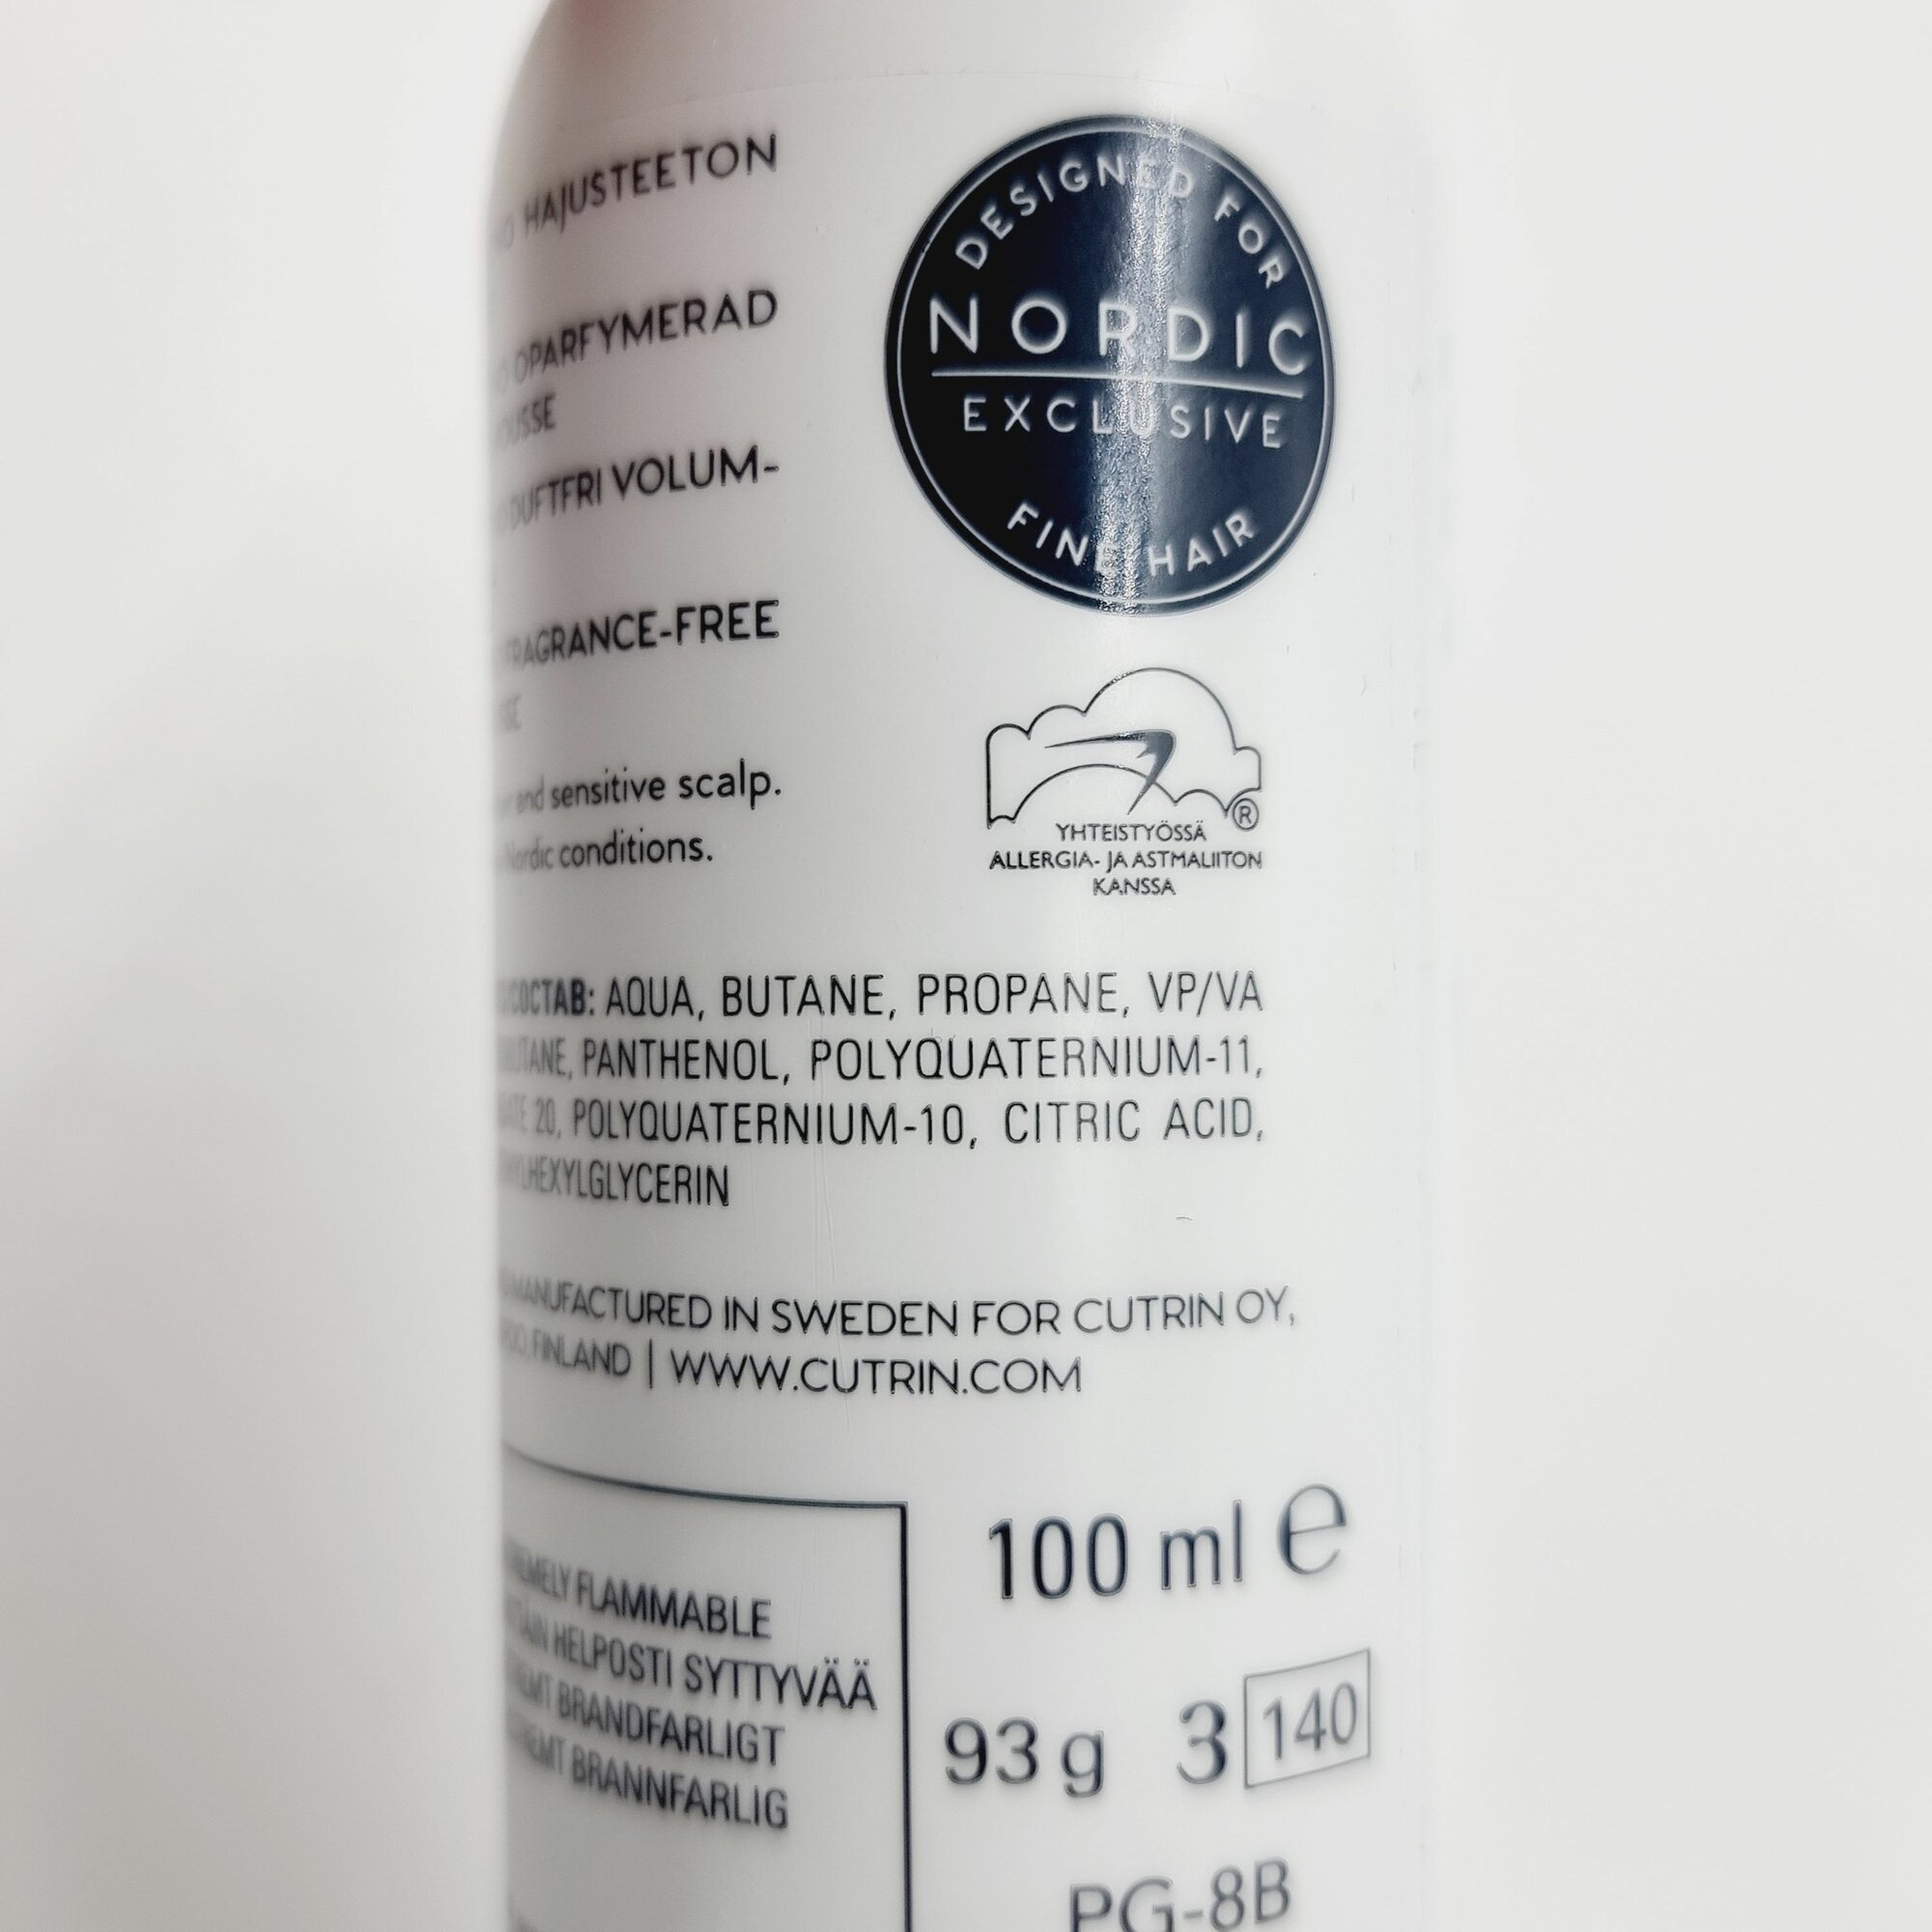 HAJUSTEETON
OPARFYMERAD
DUFTFRI VOLUM-
FRAGRANCE-FREE
and sensitive scalp.
Nordic conditions.
DESIGNED FOR
NORDIC
EXCLUSIVE
FINE HAIR
®
YHTEISTYÖSSÄ
ALLERGIA- JA ASTMALIITON
KANSSA
СОСТАВ: AQUA, BUTANE, PROPANE, VP/VA
PANTHENOL, POLYQUATERNIUM-11,
20, POLYQUATERNIUM-10, CITRIC ACID,
MANUFACTURED IN SWEDEN FOR CUTRIN OY,
FINLAND | WWW.CUTRIN.COM
FLAMMABLE
HELPOSTI SYTTYVÄÄ
BRANDFARLIGT
BRANNFARLIG
100 ml e
93 g 3 140
PG-8B